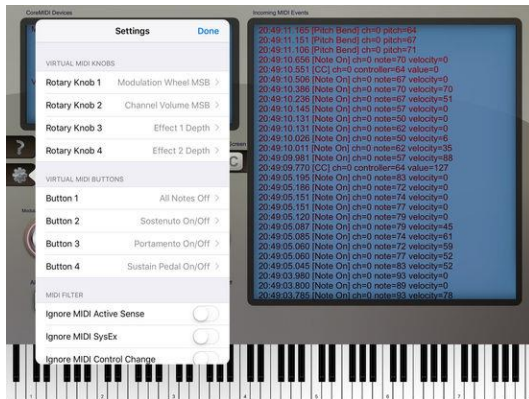 CoreMIDI Devices
Incoming MIDI Events
Settings
Done
VIRTUAL MIDI KNOBS
Rotary Knob 1 Modulation Wheel MSB >
Rotary Knob 2 Channel Volume MSB >
Rotary Knob 3 Effect 1 Depth >
Rotary Knob 4 Effect 2 Depth >
VIRTUAL MIDI BUTTONS
Button 1 All Notes Off >
Button 2 Sostenuto On/Off >
Button 3 Portamento On/Off >
Button 4 Sustain Pedal On/Off >
MIDI FILTER
Ignore MIDI Active Sense
Ignore MIDI SysEx
Ignore MIDI Control Change
?
Screen
C
20:49:11.165 [Pitch Bend] ch=0 pitch=64
20:49:11.151 [Pitch Bend] ch=0 pitch=67
20:49:11.106 [Pitch Bend] ch=0 pitch=71
20:49:10.656 [Note On] ch=0 note=70 velocity=0
20:49:10.551 [CC] ch=0 controller=64 value=0
20:49:10.506 [Note On] ch=0 note=67 velocity=0
20:49:10.386 [Note On] ch=0 note=70 velocity=70
20:49:10.236 [Note On] ch=0 note=67 velocity=51
20:49:10.145 [Note On] ch=0 note=57 velocity=0
20:49:10.131 [Note On] ch=0 note=50 velocity=0
20:49:10.131 [Note On] ch=0 note=62 velocity=0
20:49:10.026 [Note On] ch=0 note=50 velocity=6
20:49:10.011 [Note On] ch=0 note=62 velocity=35
20:49:09.981 [Note On] ch=0 note=57 velocity=88
20:49:09.770 [CC] ch=0 controller=64 value=127
20:49:05.195 [Note On] ch=0 note=83 velocity=0
20:49:05.186 [Note On] ch=0 note=72 velocity=0
20:49:05.151 [Note On] ch=0 note=74 velocity=0
20:49:05.151 [Note On] ch=0 note=77 velocity=0
20:49:05.120 [Note On] ch=0 note=79 velocity=0
20:49:05.087 [Note On] ch=0 note=79 velocity=45
20:49:05.085 [Note On] ch=0 note=74 velocity=61
20:49:05.060 [Note On] ch=0 note=72 velocity=59
20:49:05.060 [Note On] ch=0 note=77 velocity=52
20:49:05.045 [Note On] ch=0 note=83 velocity=52
20:49:03.980 [Note On] ch=0 note=93 velocity=0
20:49:03.800 [Note On] ch=0 note=89 velocity=0
20:49:03.785 [Note On] ch=0 note=93 velocity=78
1 2 3 4 5 6 7